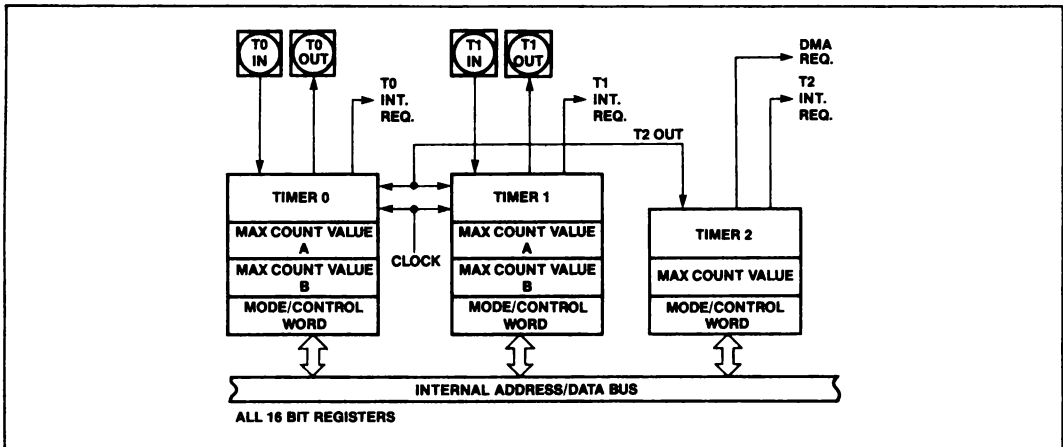 T0
IN
T0
OUT
T0
INT.
REQ.
T1
IN
T1
OUT
T1
INT.
REQ.
DMA
REQ.
T2
INT.
REQ.
T2 OUT
TIMER 0
MAX COUNT VALUE
A
MAX COUNT VALUE
B
MODE/CONTROL
WORD
CLOCK
TIMER 1
MAX COUNT VALUE
A
MAX COUNT VALUE
B
MODE/CONTROL
WORD
TIMER 2
MAX COUNT VALUE
MODE/CONTROL
WORD
INTERNAL ADDRESS/DATA BUS
ALL 16 BIT REGISTERS